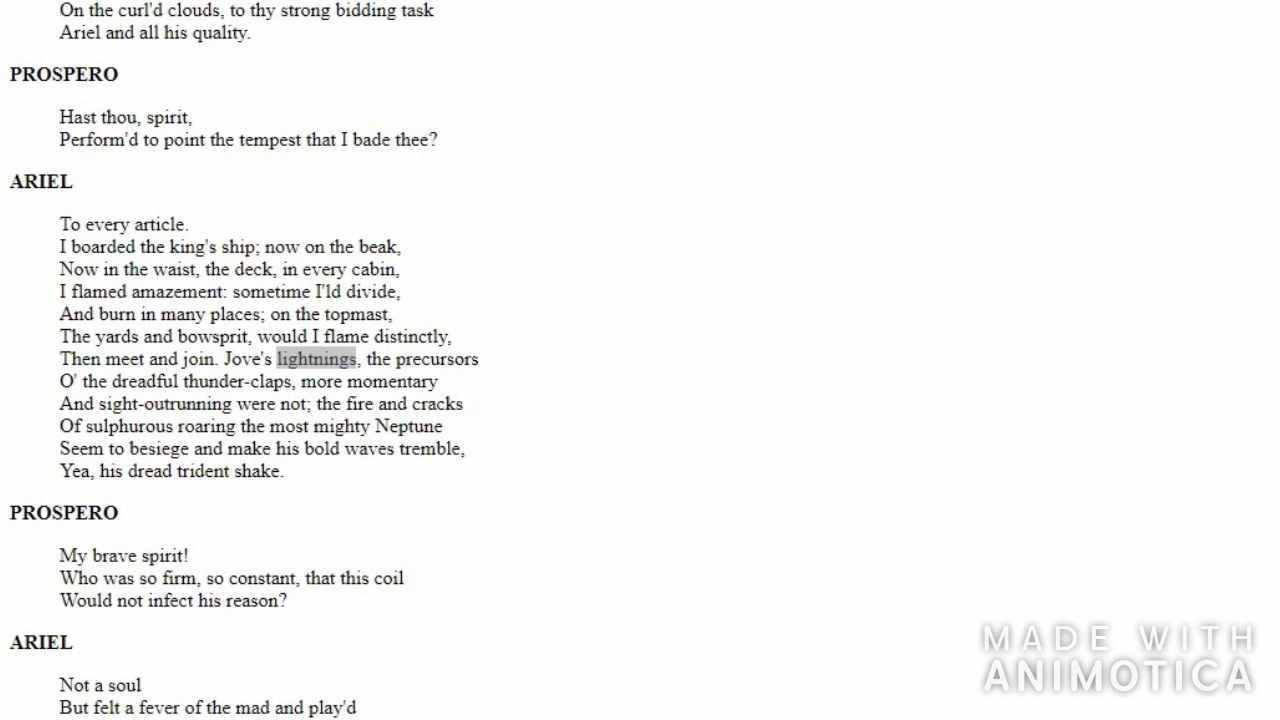 On the curl'd clouds, to thy strong bidding task
Ariel and all his quality.
PROSPERO
Hast thou, spirit,
Perform'd to point the tempest that I bade thee?
ARIEL
To every article.
I boarded the king's ship; now on the beak,
Now in the waist, the deck, in every cabin,
I flamed amazement: sometime I'ld divide,
And burn in many places; on the topmast,
The yards and bowsprit, would I flame distinctly,
Then meet and join. Jove's lightnings, the precursors
O' the dreadful thunder-claps, more momentary
And sight-outrunning were not; the fire and cracks
Of sulphurous roaring the most mighty Neptune
Seem to besiege and make his bold waves tremble,
Yea, his dread trident shake.
PROSPERO
My brave spirit!
Who was so firm, so constant, that this coil
Would not infect his reason?
ARIEL
Not a soul
But felt a fever of the mad and play'd
MADE WITH
ANIMOTICA